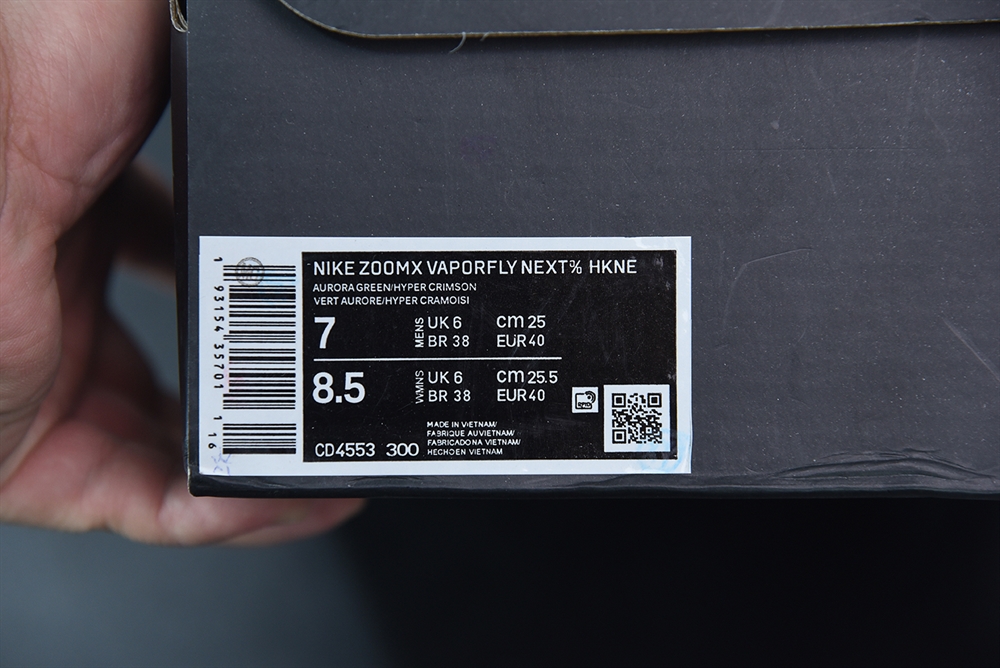 NIKE ZOOMX VAPORFLY NEXT% HKNE
AURORA GREEN/HYPER CRIMSON
VERT AURORE/HYPER CRAMOISI
7 MENS UK 6 cm 25
BR 38 EUR 40
8.5 WMNS UK 6 cm 25.5
BR 38 EUR 40
CD4553 300
MADE IN VIETNAM/
FABRIQUE AU VIETNAM/
FABRICADO NA VIETNAM/
HECHO EN VIETNAM
1 93154 35701 1 16